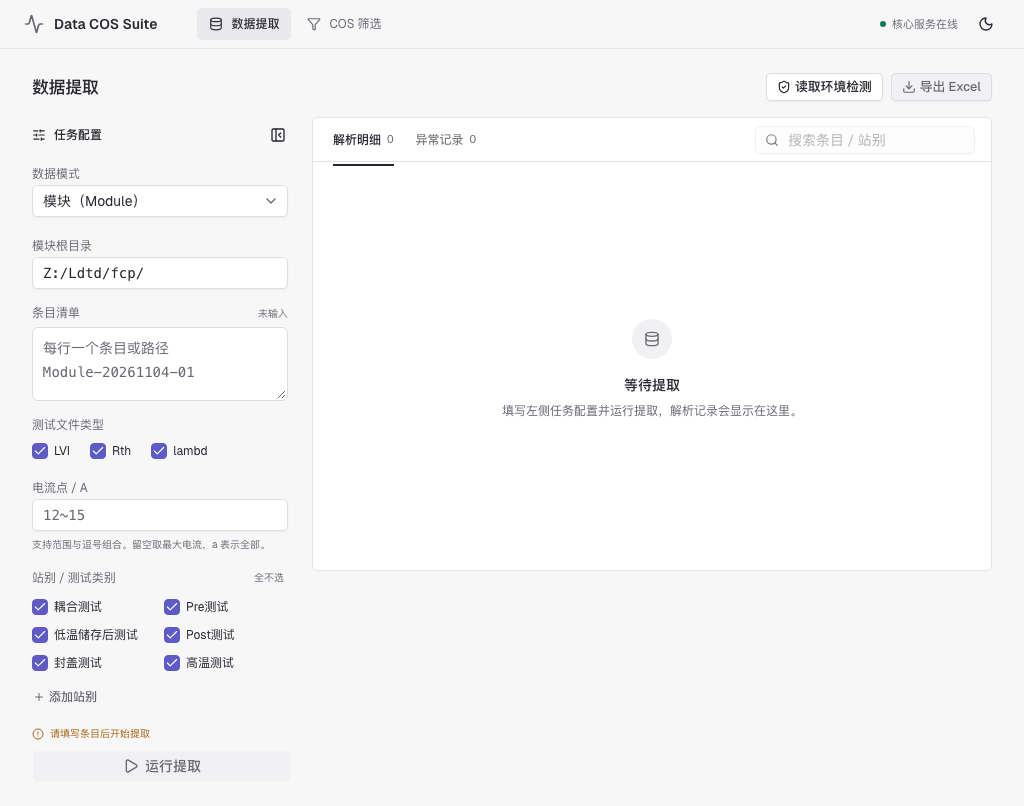 Data COS Suite
数据提取
COS 筛选
核心服务在线
数据提取
读取环境检测
导出 Excel
任务配置
解析明细 0
异常记录 0
搜索条目 / 站别
数据模式
模块（Module）
模块根目录
Z:/Ldtd/fcp/
条目清单
未输入
每行一个条目或路径
Module-20261104-01
等待提取
填写左侧任务配置并运行提取，解析记录会显示在这里。
测试文件类型
LVI
Rth
lambd
电流点 / A
12~15
支持范围与逗号组合。留空取最大电流，a 表示全部。
站别 / 测试类别
全不选
耦合测试
Pre测试
低温储存后测试
Post测试
封盖测试
高温测试
添加站别
请填写条目后开始提取
运行提取